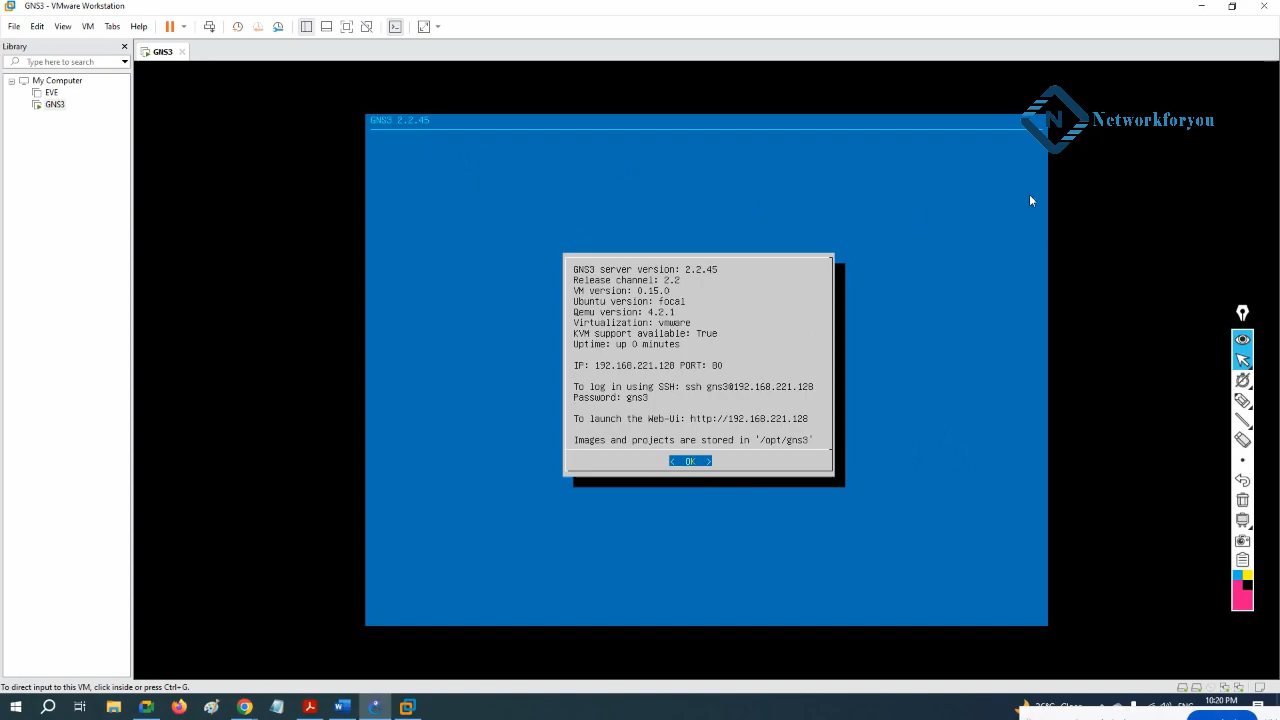 GNS3 - VMware Workstation
File Edit View VM Tabs Help
Library
GNS3
Type here to search
My Computer
EVE
GNS3
GNS3 2.2.45
N Networkforyou
GNS3 server version: 2.2.45
Release channel: 2.2
VM version: 0.15.0
Ubuntu version: focal
Qemu version: 4.2.1
Virtualization: vmware
KVM support available: True
Uptime: up 0 minutes
IP: 192.168.221.128 PORT: 80
To log in using SSH: ssh gns3@192.168.221.128
Password: gns3
To launch the Web-Ui: http://192.168.221.128
Images and projects are stored in '/opt/gns3'
< OK >
To direct input to this VM, click inside or press Ctrl+G.
10:20 PM